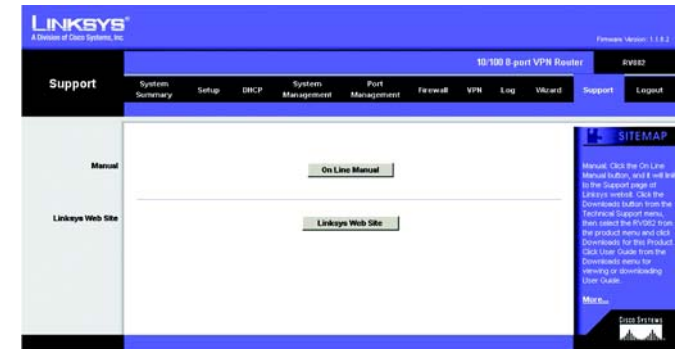 LINKSYS®
A Division of Cisco Systems, Inc.
Firmware Version: 1.1.6.2
10/100 8-port VPN Router
RV082
Support
System Summary
Setup
DHCP
System Management
Port Management
Firewall
VPN
Log
Wizard
Support
Logout
SITEMAP
Manual
On Line Manual
Linksys Web Site
Linksys Web Site
Manual: Click the On Line
Manual button, and it will link
to the Support page of
Linksys website. Click the
Downloads button from the
Technical Support menu,
then select the RV082 from
the product menu and click
Downloads for this Product.
Click User Guide from the
Downloads menu for
viewing or downloading
User Guide.
More...
CISCO SYSTEMS